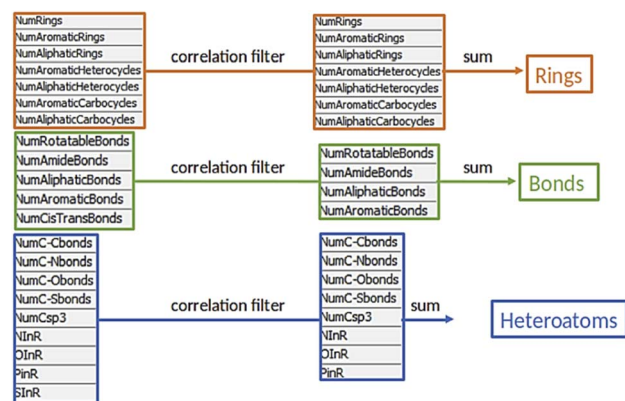 NumRings
NumAromaticRings
NumAliphaticRings
NumAromaticHeterocycles
NumAliphaticHeterocycles
NumAromaticCarbocycles
NumAliphaticCarbocycles
correlation filter
NumRings
NumAromaticRings
NumAliphaticRings
NumAromaticHeterocycles
NumAliphaticHeterocycles
NumAromaticCarbocycles
NumAliphaticCarbocycles
sum
Rings
NumRotatableBonds
NumAmideBonds
NumAliphaticBonds
NumAromaticBonds
NumCisTransBonds
correlation filter
NumRotatableBonds
NumAmideBonds
NumAliphaticBonds
NumAromaticBonds
sum
Bonds
NumC-Cbonds
NumC-Nbonds
NumC-Obonds
NumC-Sbonds
NumCsp3
NInR
OInR
PinR
SInR
correlation filter
NumC-Cbonds
NumC-Nbonds
NumC-Obonds
NumC-Sbonds
NumCsp3
NInR
OInR
PinR
sum
Heteroatoms